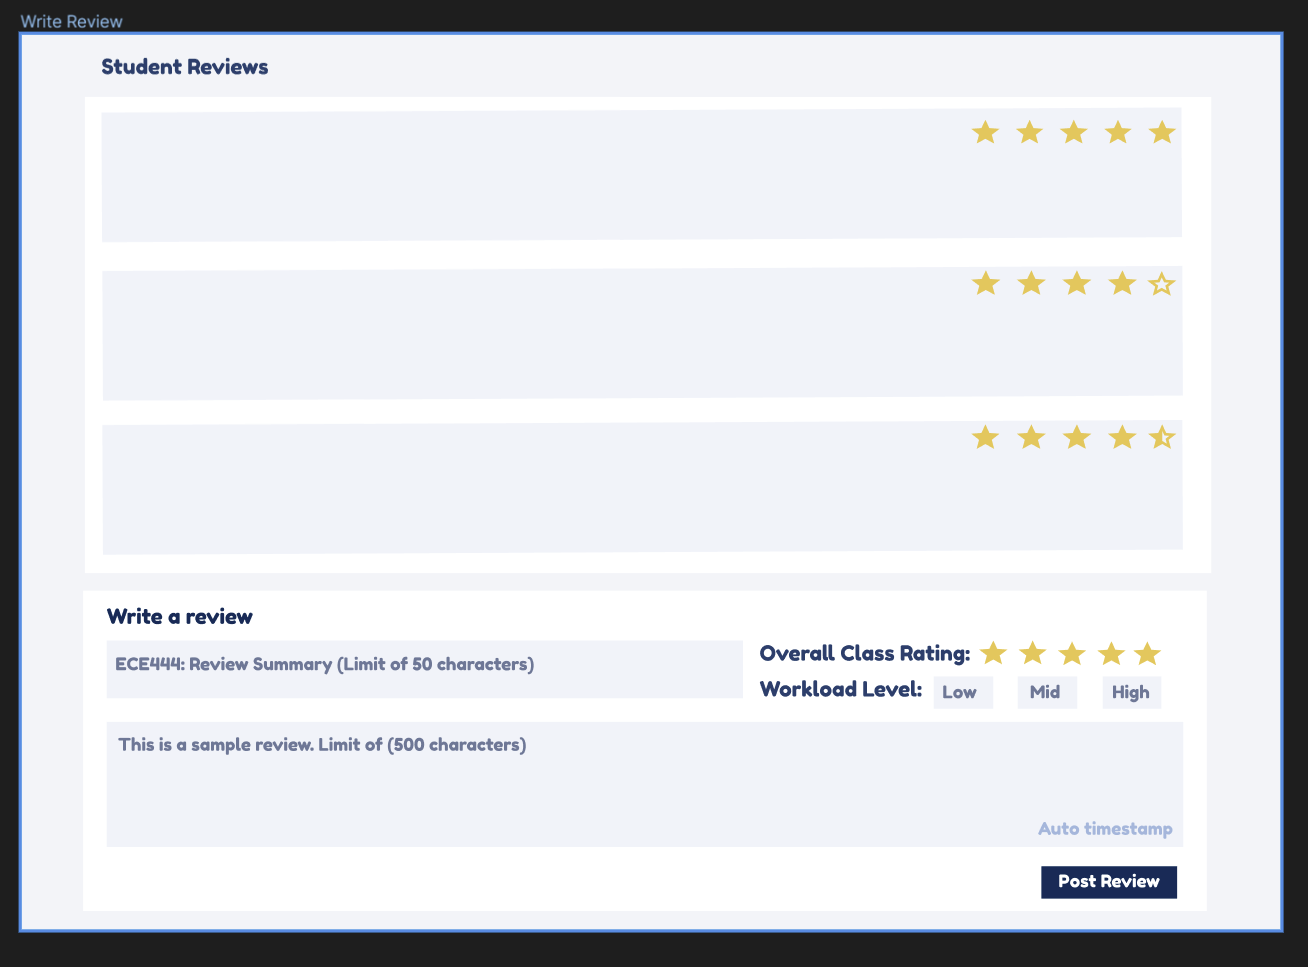 Write Review
Student Reviews
Write a review
ECE444: Review Summary (Limit of 50 characters)
Overall Class Rating:
Workload Level:
Low
Mid
High
This is a sample review. Limit of (500 characters)
Auto timestamp
Post Review